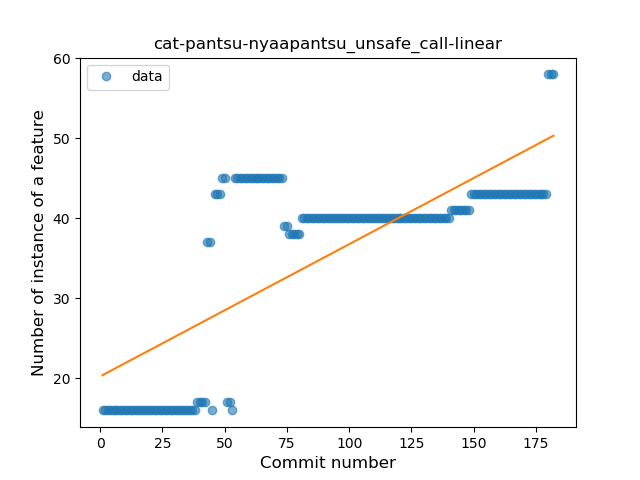 cat-pantsu-nyaapantsu_unsafe_call-linear
data
Number of instance of a feature
60
50
40
30
20
0 25 50 75 100 125 150 175
Commit number